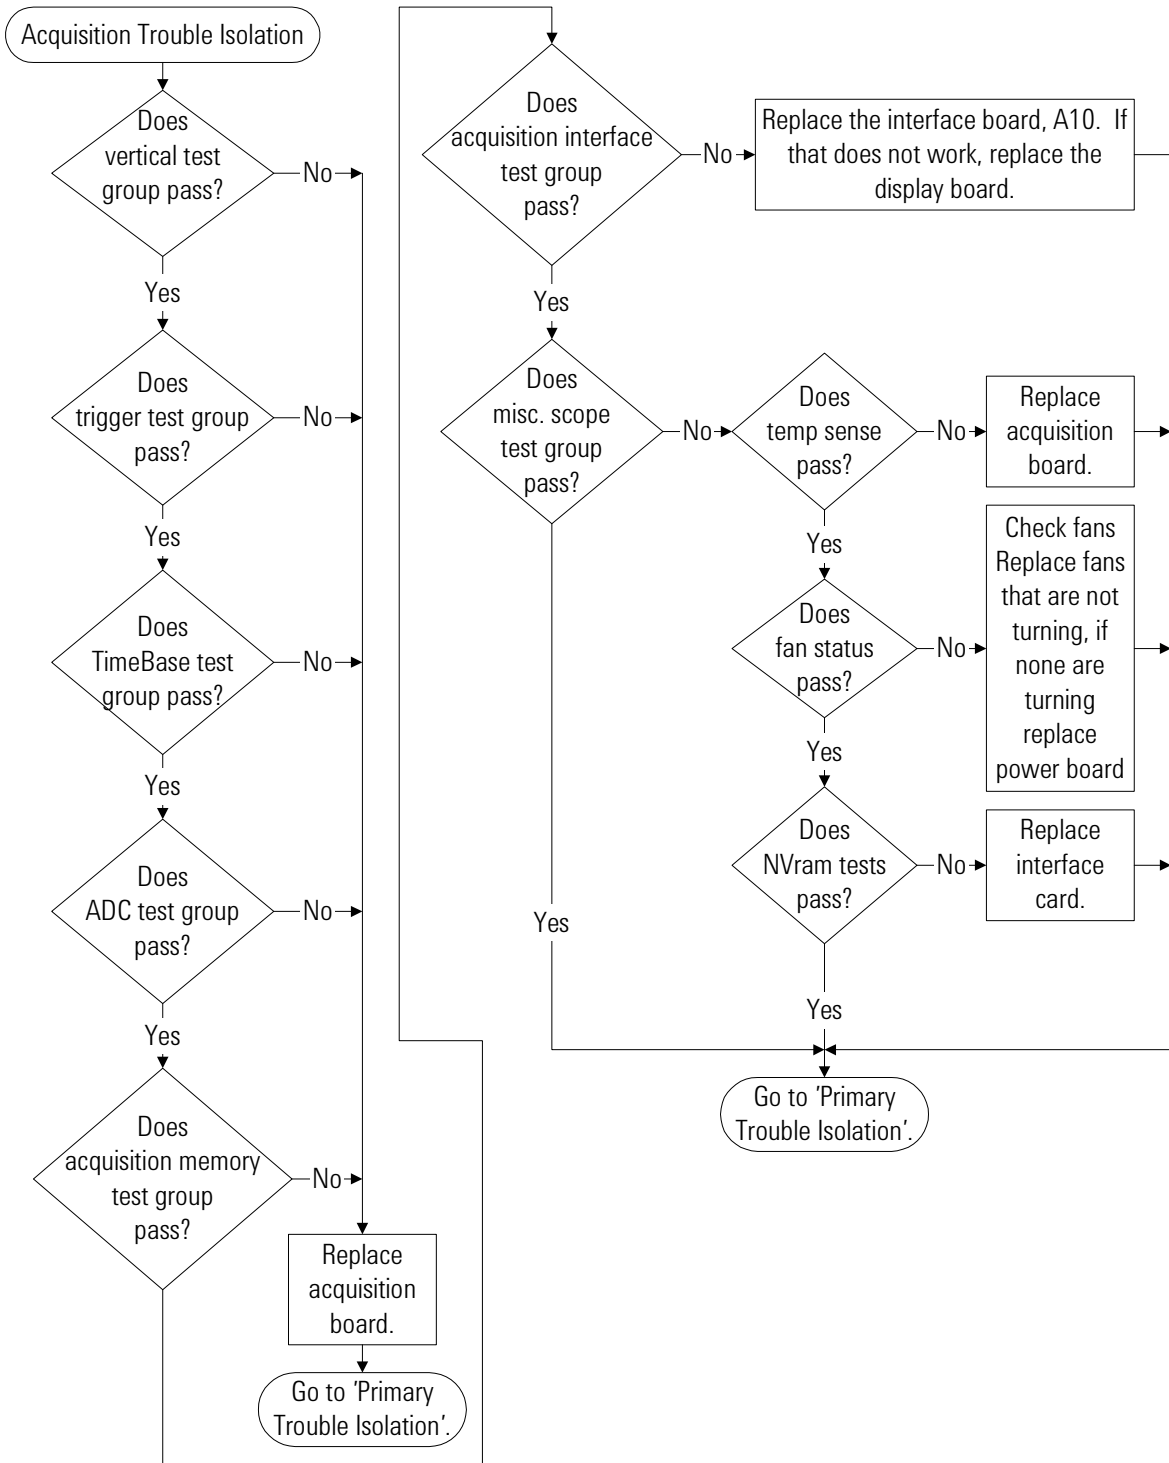 Acquisition Trouble Isolation
Does
vertical test
group pass?
No
Yes
Does
trigger test group
pass?
No
Yes
Does
TimeBase test
group pass?
No
Yes
Does
ADC test group
pass?
No
Yes
Does
acquisition memory
test group
pass?
No
Replace
acquisition
board.
Go to 'Primary
Trouble Isolation'.
Does
acquisition interface
test group
pass?
No
Replace the interface board, A10. If
that does not work, replace the
display board.
Yes
Does
misc. scope
test group
pass?
No
Does
temp sense
pass?
No
Replace
acquisition
board.
Yes
Does
fan status
pass?
No
Check fans
Replace fans
that are not
turning, if
none are
turning
replace
power board
Yes
Does
NVram tests
pass?
No
Replace
interface
card.
Yes
Yes
Go to 'Primary
Trouble Isolation'.